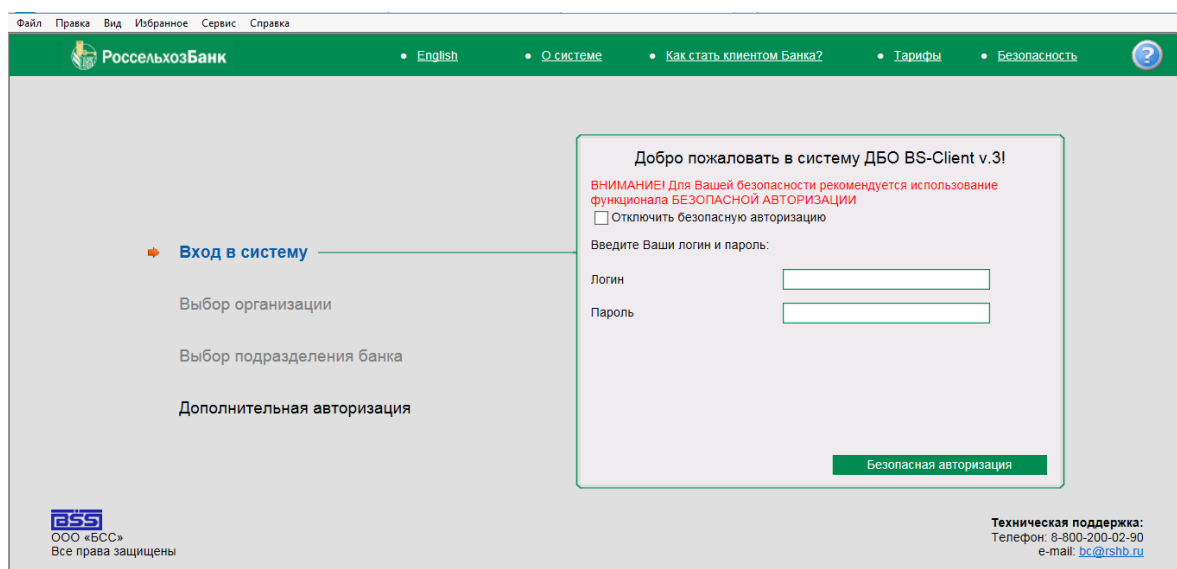 Файл Правка Вид Избранное Сервис Справка
РоссельхозБанк
• English • О системе • Как стать клиентом Банка? • Тарифы • Безопасность ?
Добро пожаловать в систему ДБО BS-Client v.3!
ВНИМАНИЕ! Для Вашей безопасности рекомендуется использование
функционала БЕЗОПАСНОЙ АВТОРИЗАЦИИ
Отключить безопасную авторизацию
Введите Ваши логин и пароль:
Логин
Пароль
Безопасная авторизация
Вход в систему
Выбор организации
Выбор подразделения банка
Дополнительная авторизация
BSS
ООО «БСС»
Все права защищены
Техническая поддержка:
Телефон: 8-800-200-02-90
e-mail: bc@rshb.ru